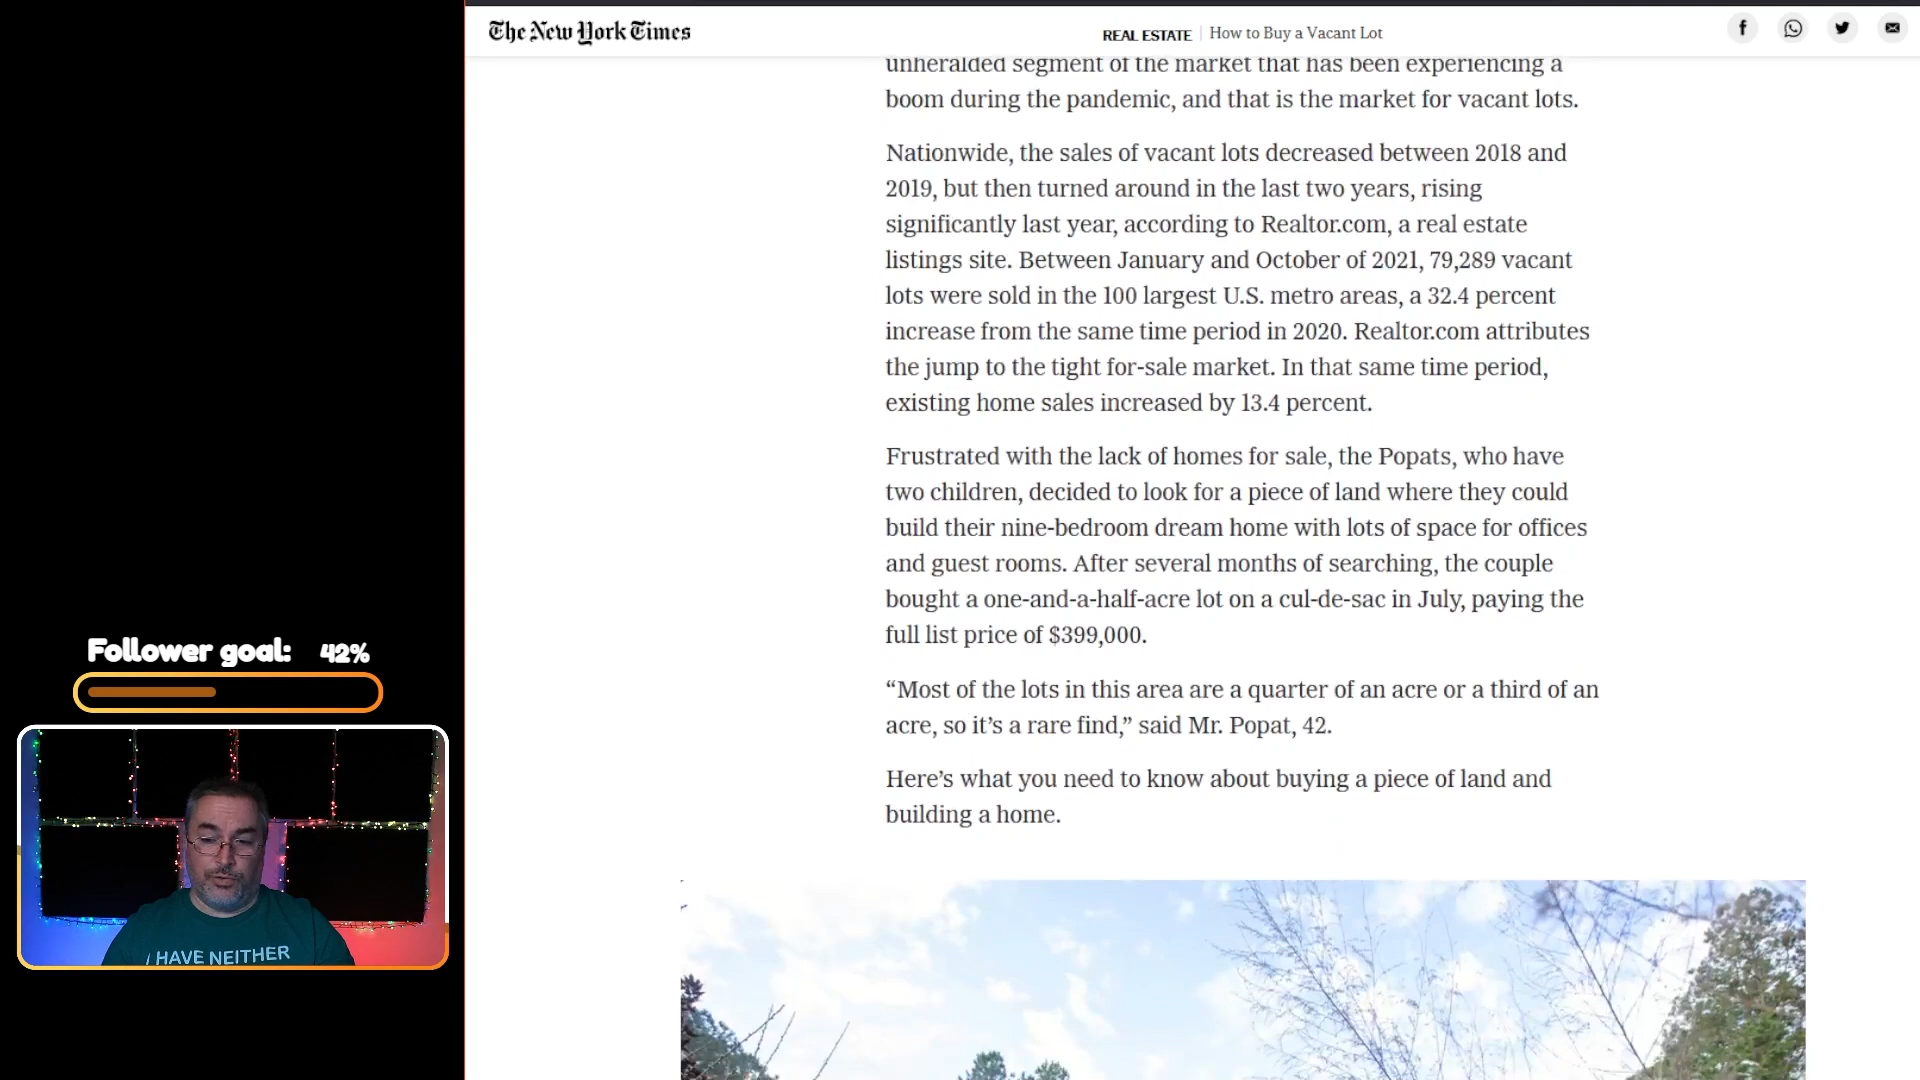 The New York Times
REAL ESTATE
How to Buy a Vacant Lot
unheralded segment of the market that has been experiencing a
boom during the pandemic, and that is the market for vacant lots.
Nationwide, the sales of vacant lots decreased between 2018 and
2019, but then turned around in the last two years, rising
significantly last year, according to Realtor.com, a real estate
listings site. Between January and October of 2021, 79,289 vacant
lots were sold in the 100 largest U.S. metro areas, a 32.4 percent
increase from the same time period in 2020. Realtor.com attributes
the jump to the tight for-sale market. In that same time period,
existing home sales increased by 13.4 percent.
Frustrated with the lack of homes for sale, the Popats, who have
two children, decided to look for a piece of land where they could
build their nine-bedroom dream home with lots of space for offices
and guest rooms. After several months of searching, the couple
bought a one-and-a-half-acre lot on a cul-de-sac in July, paying the
full list price of $399,000.
“Most of the lots in this area are a quarter of an acre or a third of an
acre, so it’s a rare find,” said Mr. Popat, 42.
Here’s what you need to know about buying a piece of land and
building a home.
Follower goal: 42%
I HAVE NEITHER